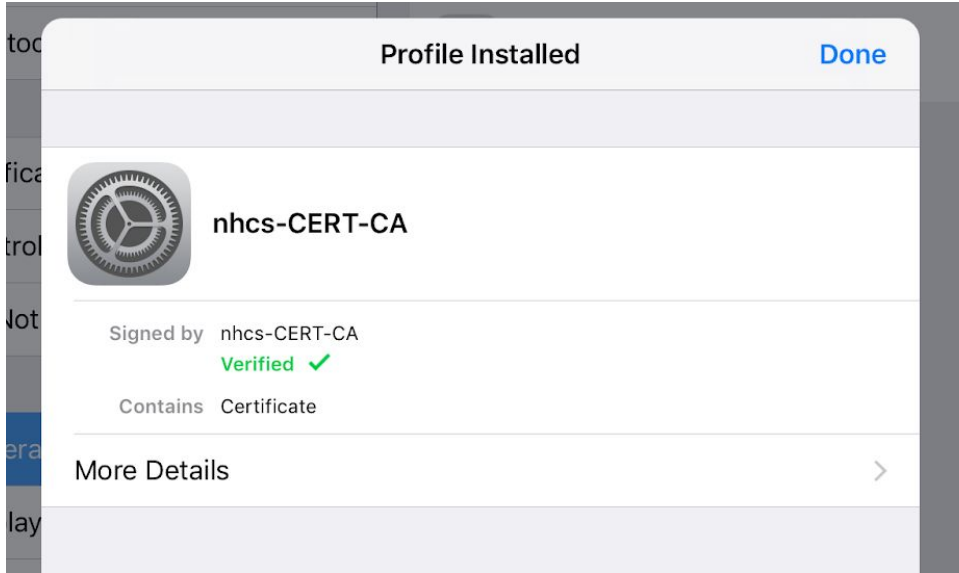 Profile Installed
Done
nhcs-CERT-CA
Signed by nhcs-CERT-CA
Verified ✓
Contains Certificate
More Details